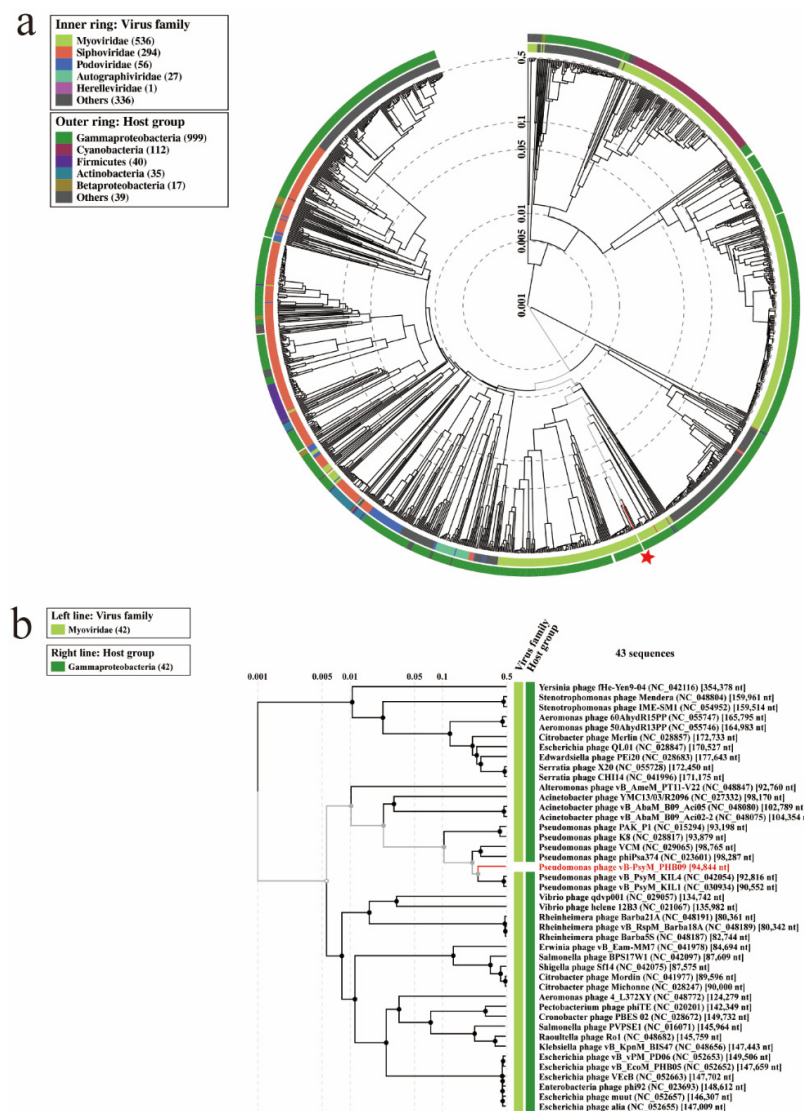 a
Inner ring: Virus family
Myoviridae (536)
Siphoviridae (294)
Podoviridae (56)
Autographiviridae (27)
Herelleviridae (1)
Others (336)
Outer ring: Host group
Gammaproteobacteria (999)
Cyanobacteria (112)
Firmicutes (40)
Actinobacteria (35)
Betaproteobacteria (17)
Others (39)
0.5
0.1
0.05
0.01
0.005
0.001
b
Left line: Virus family
Myoviridae (42)
Right line: Host group
Gammaproteobacteria (42)
Virus family
Host group
43 sequences
0.001 0.005 0.01 0.05 0.1 0.5
Yersinia phage fHe-Yen9-04 (NC_042116) [354,378 nt]
Stenotrophomonas phage Mendera (NC_048804) [159,961 nt]
Stenotrophomonas phage IME-SM1 (NC_054952) [159,514 nt]
Aeromonas phage 60AhydR15PP (NC_055747) [165,795 nt]
Aeromonas phage 50AhydR13PP (NC_055746) [164,983 nt]
Citrobacter phage Merlin (NC_028857) [172,733 nt]
Escherichia phage QL01 (NC_028847) [170,527 nt]
Edwardsiella phage PEi20 (NC_028683) [177,643 nt]
Serratia phage X20 (NC_055728) [172,450 nt]
Serratia phage CHI14 (NC_041996) [171,175 nt]
Alteromonas phage vB_AmeM_PT11-V22 (NC_048847) [92,760 nt]
Acinetobacter phage YMC13/03/R2096 (NC_027332) [98,170 nt]
Acinetobacter phage vB_AbaM_B09_Aci05 (NC_048080) [102,789 nt]
Acinetobacter phage vB_AbaM_B09_Aci02-2 (NC_048075) [104,354 nt]
Pseudomonas phage PAK_P1 (NC_015294) [93,198 nt]
Pseudomonas phage K8 (NC_028817) [93,879 nt]
Pseudomonas phage VCM (NC_029065) [98,765 nt]
Pseudomonas phage phiPsa374 (NC_023601) [98,287 nt]
Pseudomonas phage vB-PsyM_PHB09 [94,844 nt]
Pseudomonas phage vB_PsyM_KIL4 (NC_042054) [92,816 nt]
Pseudomonas phage vB_PsyM_KIL1 (NC_030934) [90,552 nt]
Vibrio phage qdvp001 (NC_029057) [134,742 nt]
Vibrio phage helene 12B3 (NC_021067) [135,982 nt]
Rheinheimera phage Barba21A (NC_048191) [80,361 nt]
Rheinheimera phage vB_RspM_Barba18A (NC_048189) [80,342 nt]
Rheinheimera phage Barba5S (NC_048187) [82,744 nt]
Erwinia phage vB_Eam-MM7 (NC_041978) [84,694 nt]
Salmonella phage BPS17W1 (NC_042097) [87,609 nt]
Shigella phage Sf14 (NC_042075) [87,575 nt]
Citrobacter phage Mordin (NC_041977) [89,596 nt]
Citrobacter phage Michonne (NC_028247) [90,000 nt]
Aeromonas phage 4_L372XY (NC_048772) [124,279 nt]
Pectobacterium phage phiTE (NC_020201) [142,349 nt]
Cronobacter phage PBES 02 (NC_028672) [149,732 nt]
Salmonella phage PVPSE1 (NC_016071) [145,964 nt]
Raoultella phage Ro1 (NC_048682) [145,759 nt]
Klebsiella phage vB_KpnM_BIS47 (NC_048656) [147,443 nt]
Escherichia phage vB_vPM_PD06 (NC_052653) [149,506 nt]
Escherichia phage vB_EcoM_PHB05 (NC_052652) [147,659 nt]
Escherichia phage VEcB (NC_052663) [147,702 nt]
Enterobacteria phage phi92 (NC_023693) [148,612 nt]
Escherichia phage muut (NC_052657) [146,307 nt]
Escherichia phage alia (NC_052655) [147,009 nt]